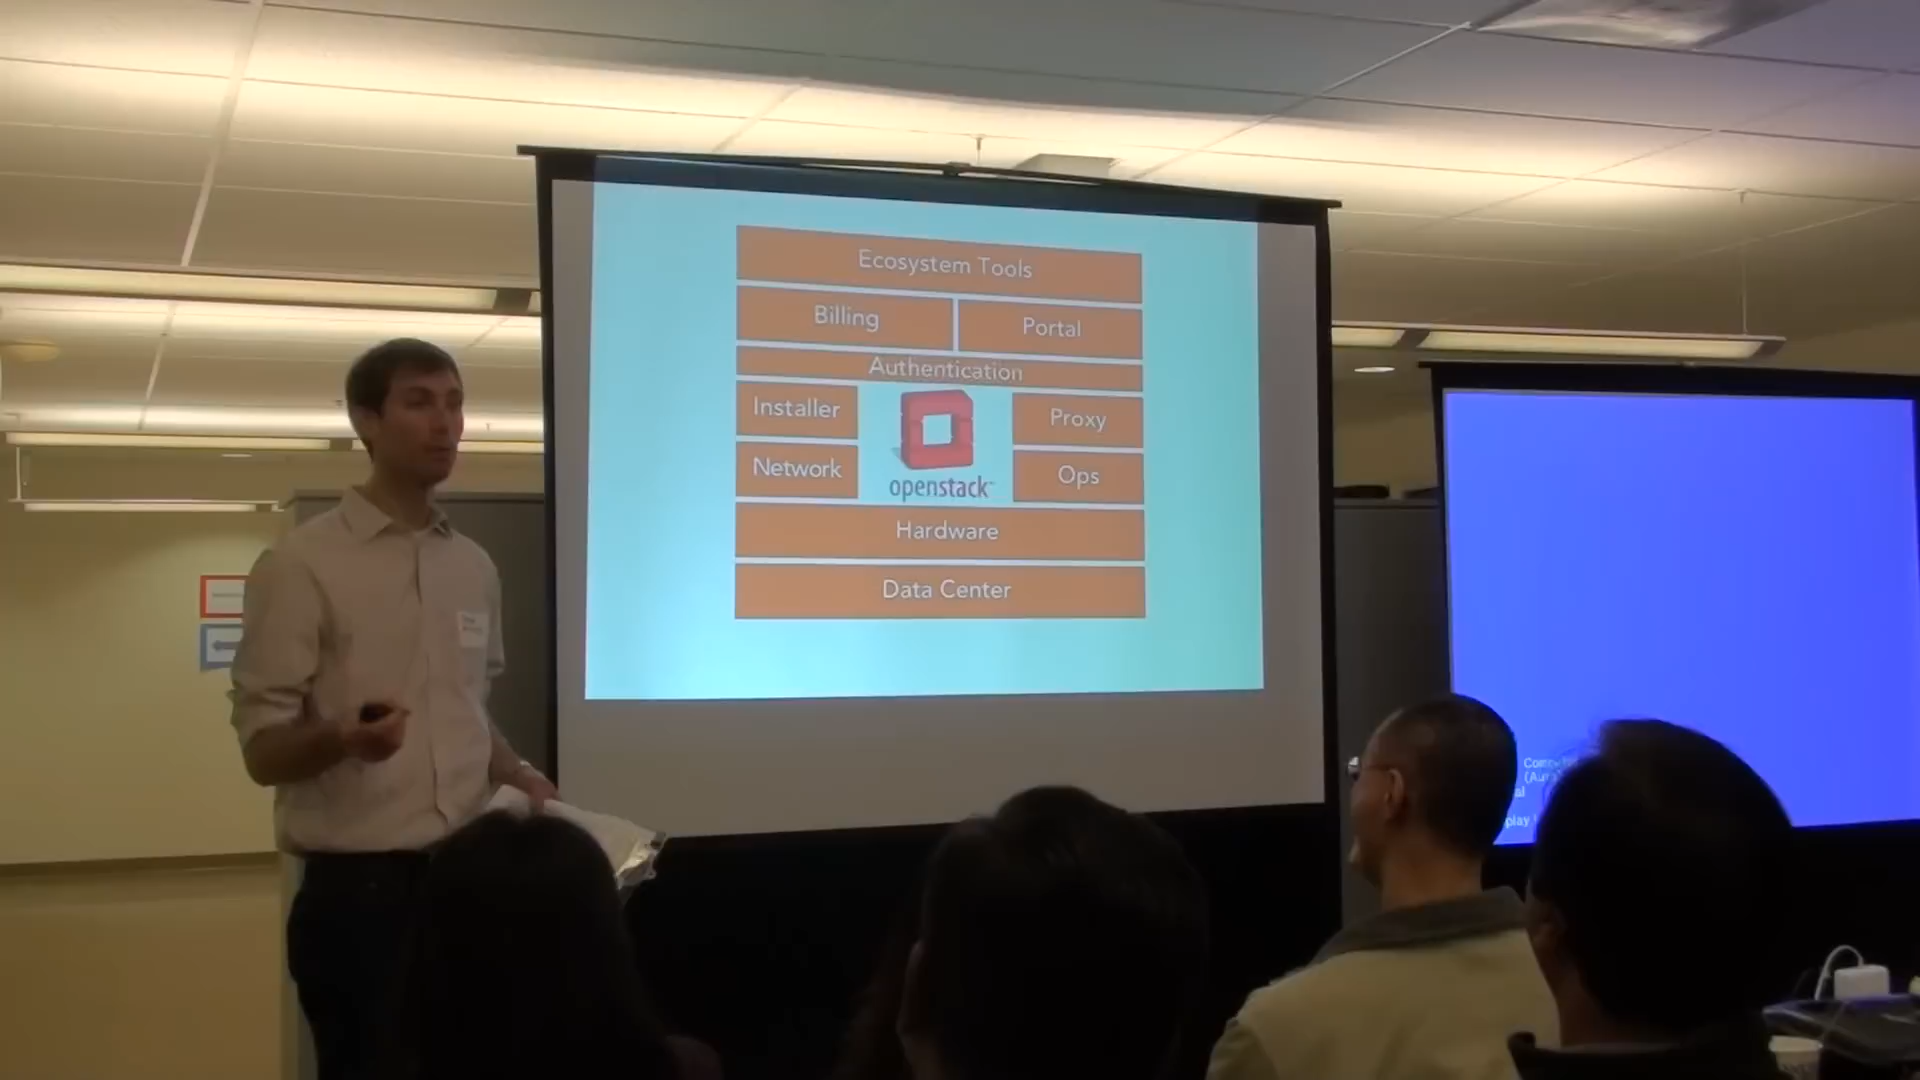 Ecosystem Tools
Billing
Portal
Authentication
Installer
Proxy
Network
Ops
openstack
Hardware
Data Center